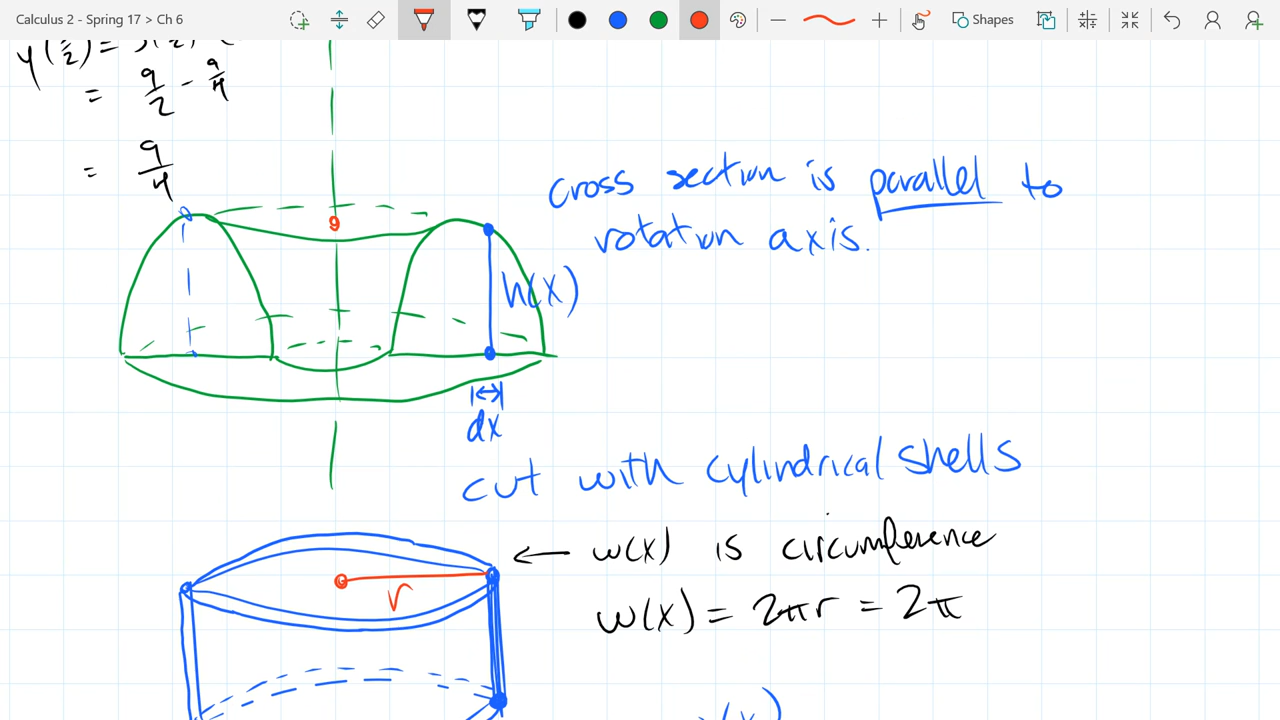 Calculus 2 - Spring 17 > Ch 6
Shapes
= 9/2 - 9/4
= 9/4
cross section is parallel to
rotation axis.
h(x)
dx
cut with cylindrical shells
← w(x) is circumference
r
w(x) = 2πr = 2π